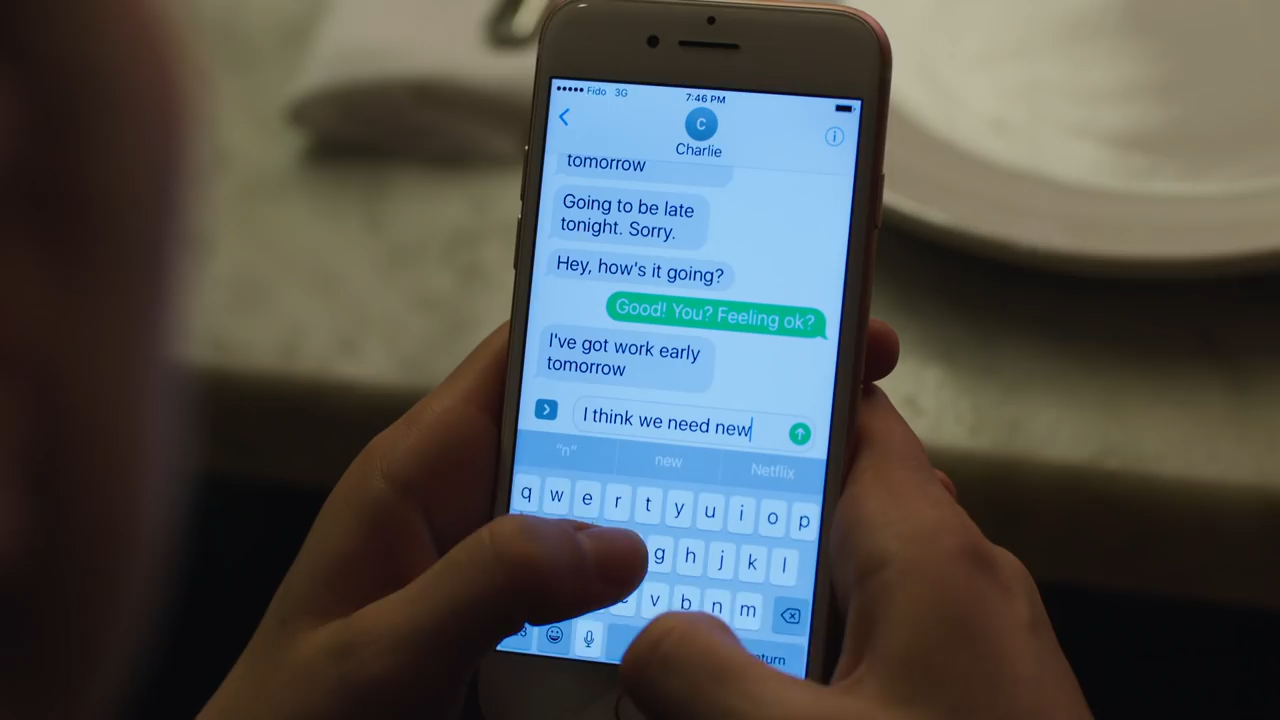 Fido 3G 7:46 PM
C
Charlie
tomorrow
Going to be late
tonight. Sorry.
Hey, how's it going?
Good! You? Feeling ok?
I've got work early
tomorrow
I think we need new
"n" new Netflix
q w e r t y u i o p
g h j k l
v b n m